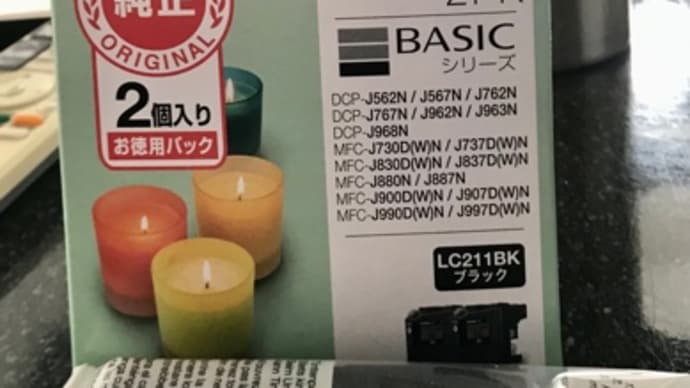 純正
ORIGINAL
2個入り
お徳用パック
BASIC
シリーズ
DCP-J562N / J567N / J762N
DCP-J767N / J962N / J963N
DCP-J968N
MFC-J730D(W)N / J737D(W)N
MFC-J830D(W)N / J837D(W)N
MFC-J880N / J887N
MFC-J900D(W)N / J907D(W)N
MFC-J990D(W)N / J997D(W)N
LC211BK
ブラック